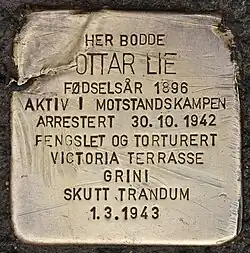 HER BODDE
OTTAR LIE
FØDSELSÅR 1896
AKTIV I MOTSTANDSKAMPEN
ARRESTERT 30.10.1942
FENGSLET OG TORTURERT
VICTORIA TERRASSE
GRINI
SKUTT TRANDUM
1.3.1943